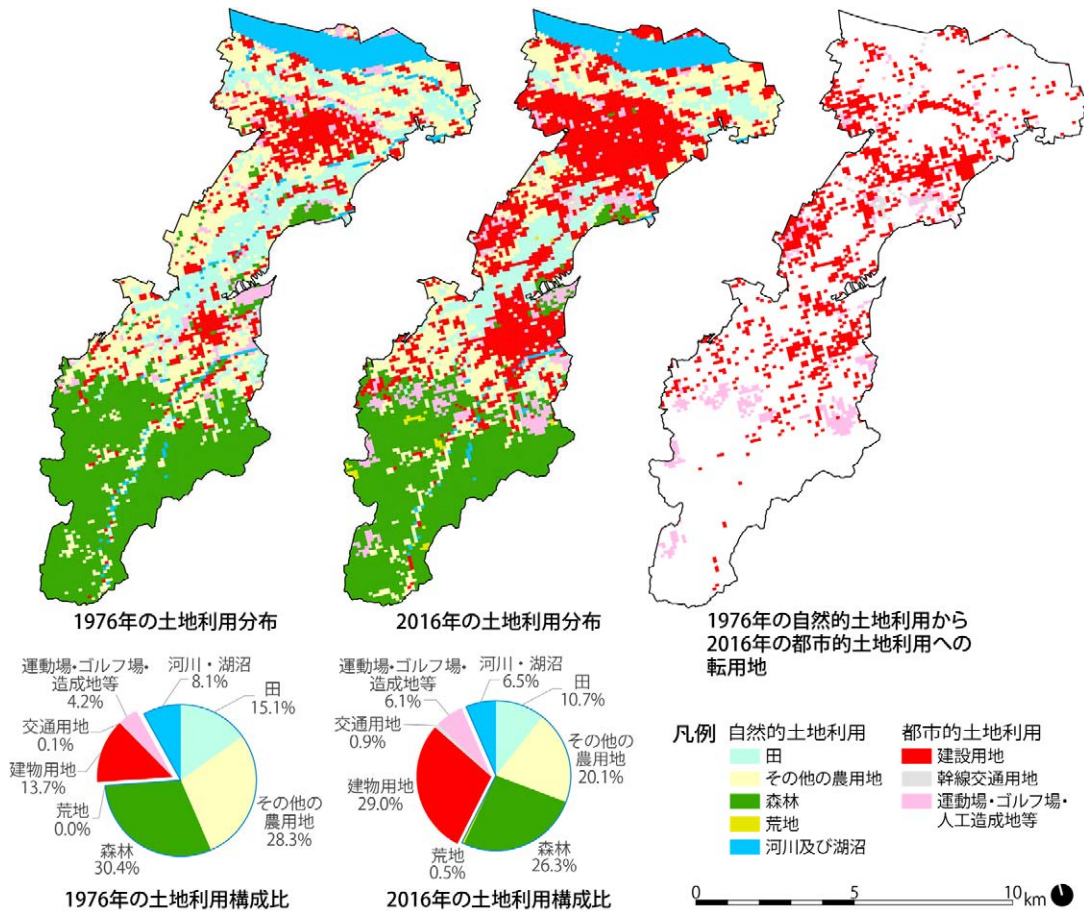 1976年の土地利用分布
2016年の土地利用分布
1976年の自然的土地利用から
2016年の都市的土地利用への
転用地
運動場・ゴルフ場・
造成地等
4.2%
河川・湖沼
8.1%
田
15.1%
交通用地
0.1%
建物用地
13.7%
荒地
0.0%
森林
30.4%
その他の
農用地
28.3%
1976年の土地利用構成比
運動場・ゴルフ場・
造成地等
6.1%
河川・湖沼
6.5%
田
10.7%
交通用地
0.9%
建物用地
29.0%
荒地
0.5%
森林
26.3%
その他の
農用地
20.1%
2016年の土地利用構成比
凡例
自然的土地利用
田
その他の農用地
森林
荒地
河川及び湖沼
都市的土地利用
建設用地
幹線交通用地
運動場・ゴルフ場・
人工造成地等
0 5 10 km